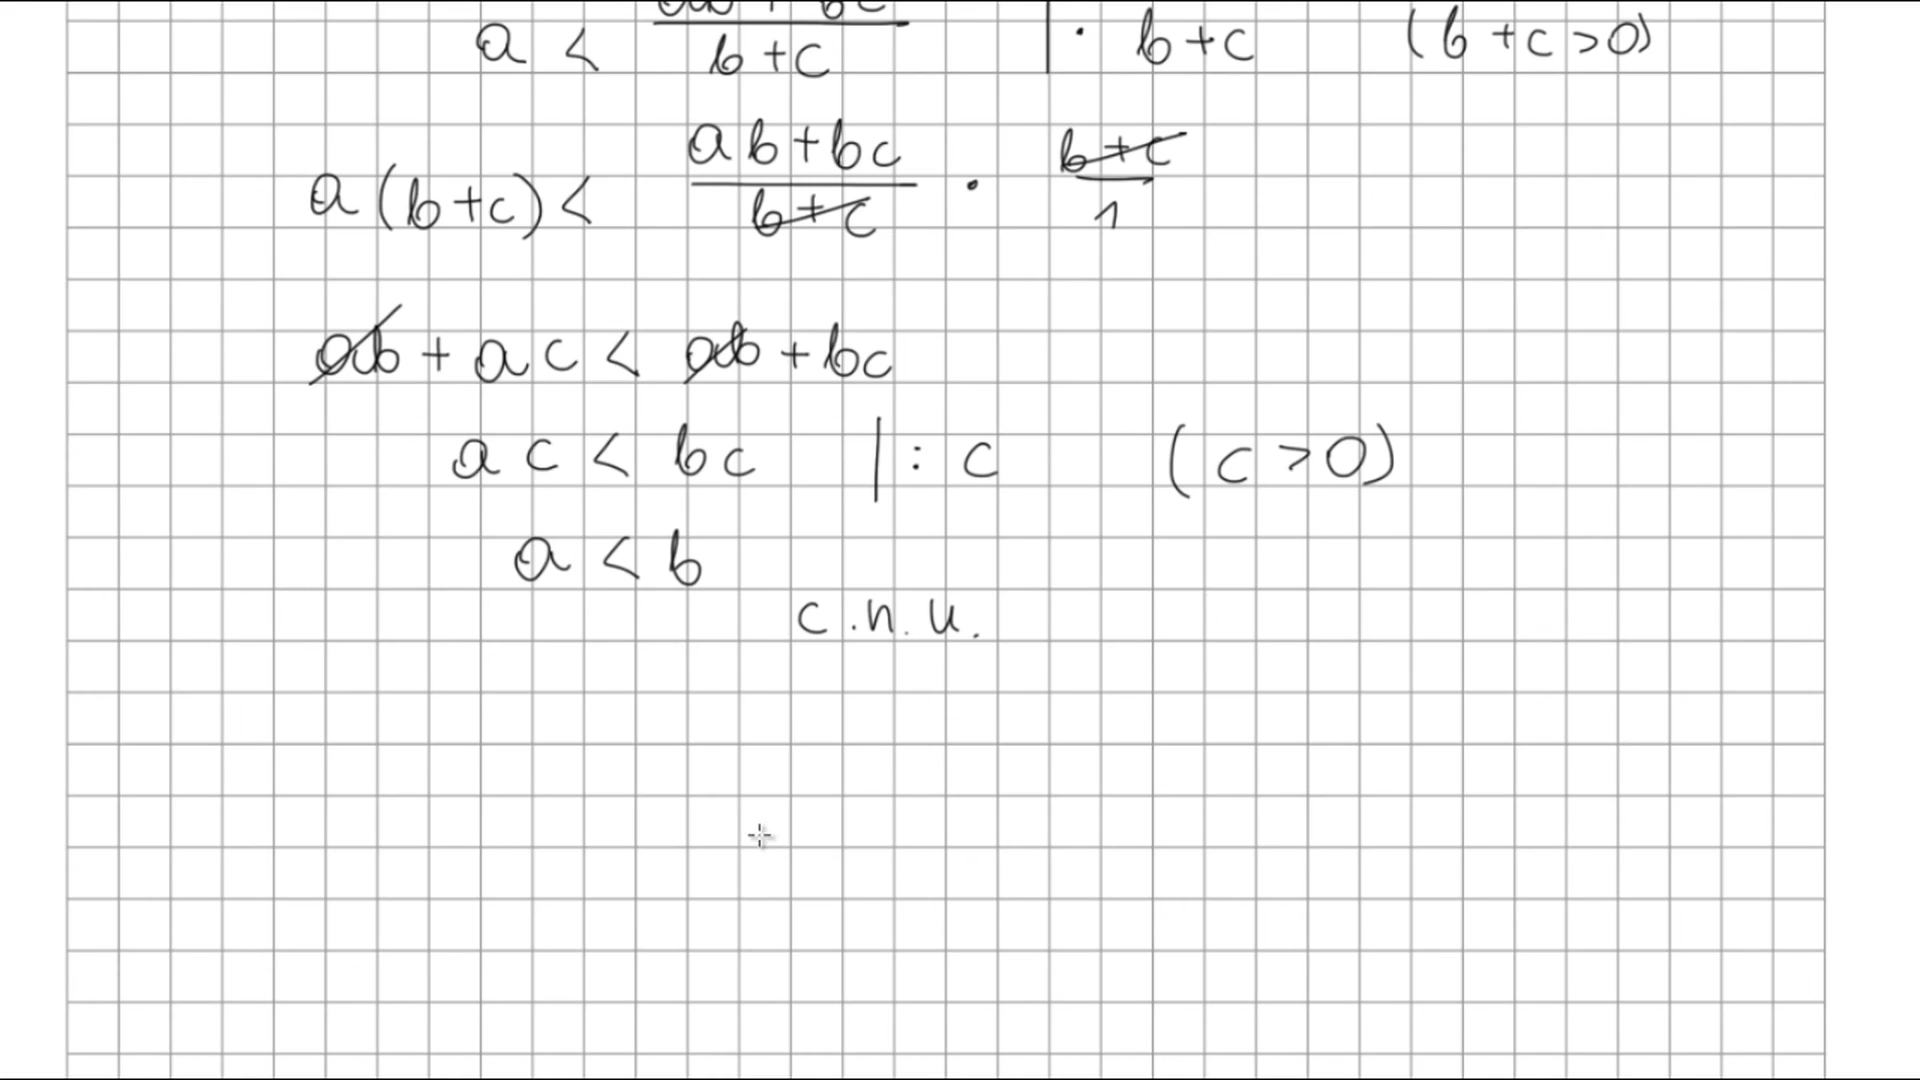 a < ab + bc / b + c | · b + c (b + c > 0)
a (b + c) < ab + bc / b + c · b + c / 1
ab + ac < ab + bc
ac < bc | : c (c > 0)
a < b
c.n.u.